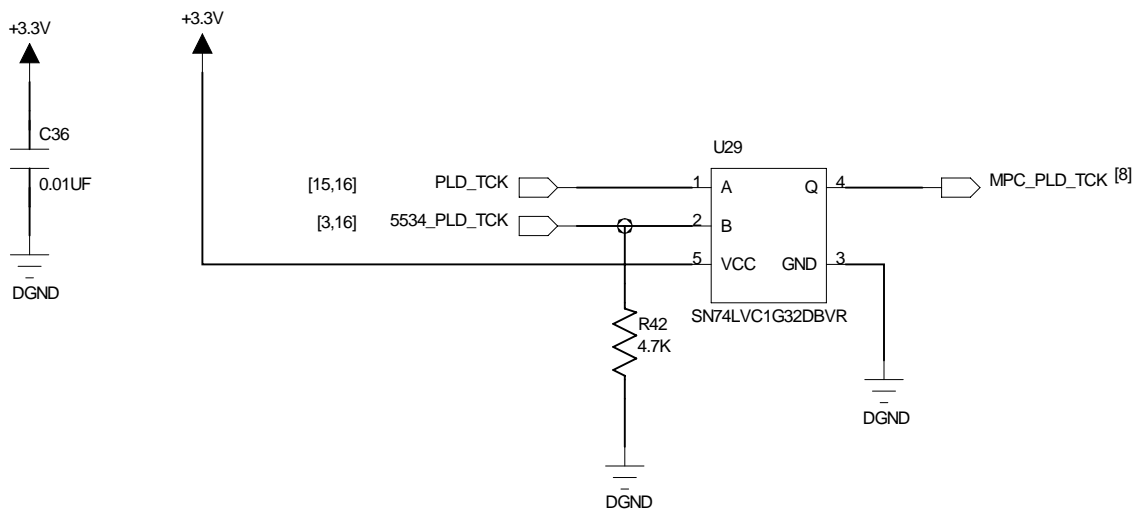 +3.3V
+3.3V
C36
0.01UF
DGND
U29
[15,16] PLD_TCK 1 A Q 4 MPC_PLD_TCK [8]
[3,16] 5534_PLD_TCK 2 B
5 VCC GND 3
SN74LVC1G32DBVR
R42
4.7K
DGND
DGND